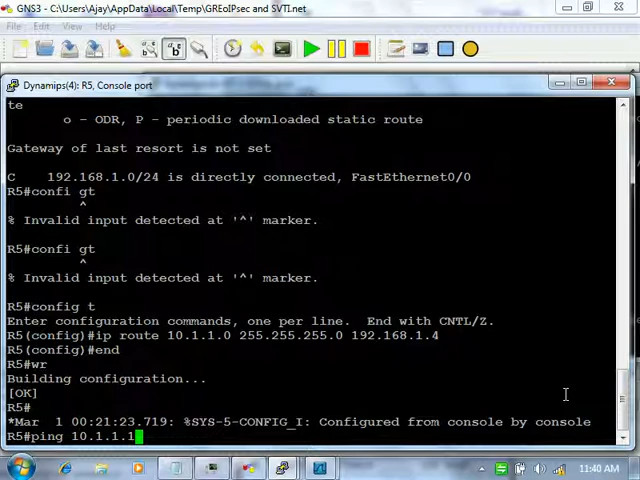 GNS3 - C:\Users\Ajay\AppData\Local\Temp\GREoIPsec and SVTI.net
File Edit View
Dynamips(4): R5, Console port
te
o - ODR, P - periodic downloaded static route
Gateway of last resort is not set
C 192.168.1.0/24 is directly connected, FastEthernet0/0
R5#confi gt
^
% Invalid input detected at '^' marker.
R5#confi gt
^
% Invalid input detected at '^' marker.
R5#config t
Enter configuration commands, one per line. End with CNTL/Z.
R5(config)#ip route 10.1.1.0 255.255.255.0 192.168.1.4
R5(config)#end
R5#wr
Building configuration...
[OK]
R5#
*Mar 1 00:21:23.719: %SYS-5-CONFIG_I: Configured from console by console
R5#ping 10.1.1.1
11:40 AM